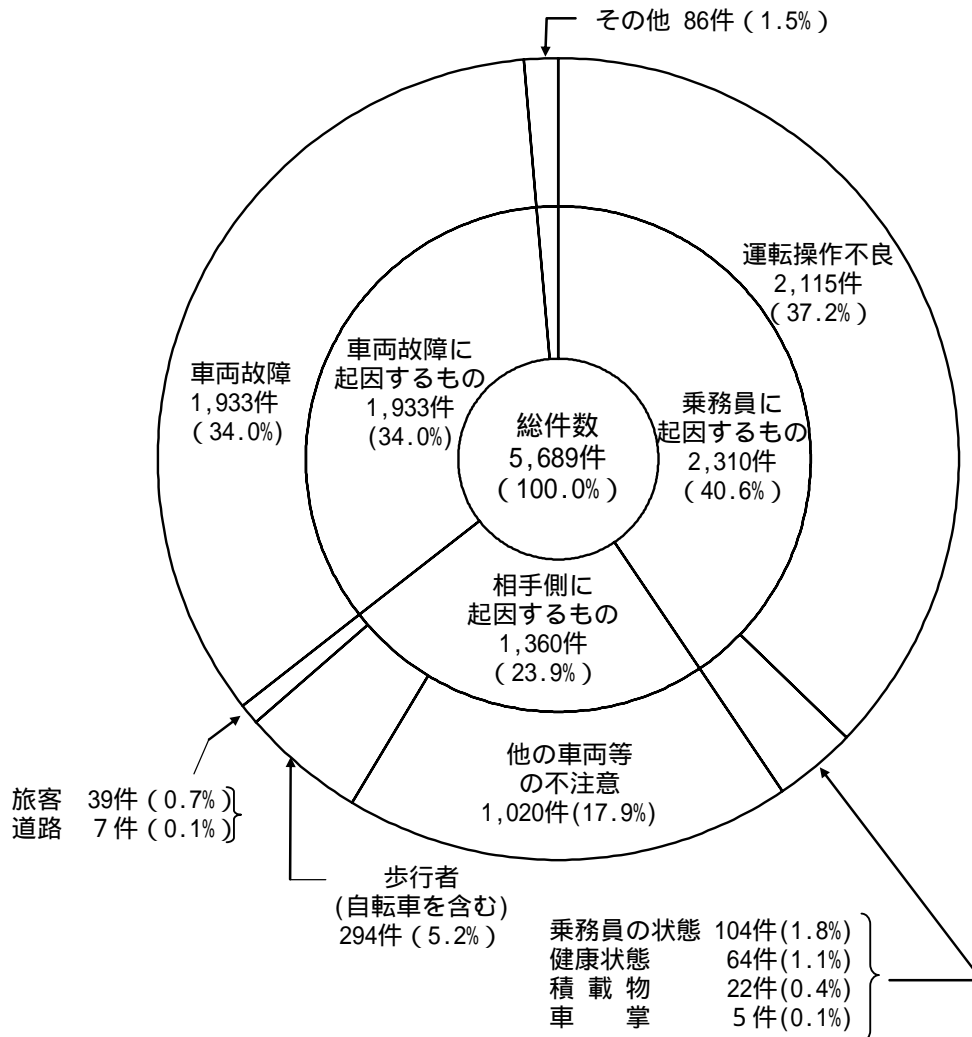 その他 86件(1.5%)
運転操作不良
2,115件
(37.2%)
車両故障に
起因するもの
1,933件
(34.0%)
車両故障
1,933件
(34.0%)
乗務員に
起因するもの
2,310件
(40.6%)
総件数
5,689件
(100.0%)
相手側に
起因するもの
1,360件
(23.9%)
他の車両等
の不注意
1,020件(17.9%)
旅客 39件(0.7%)
道路 7件(0.1%)
歩行者
(自転車を含む)
294件(5.2%)
乗務員の状態 104件(1.8%)
健康状態 64件(1.1%)
積載物 22件(0.4%)
車掌 5件(0.1%)